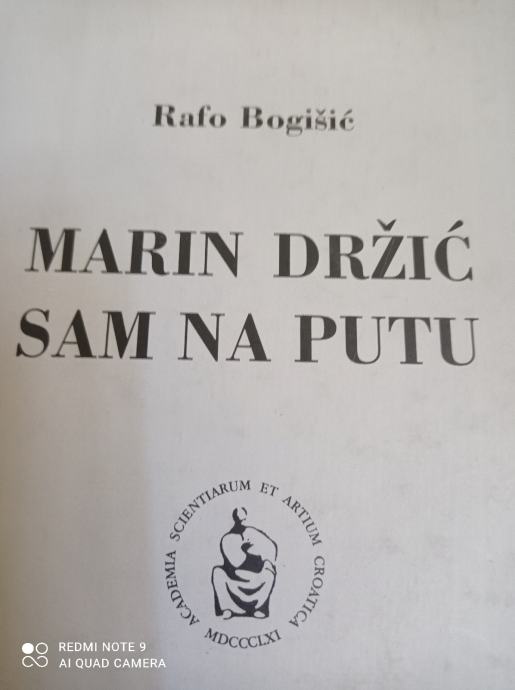 Rafo Bogišić
MARIN DRŽIĆ
SAM NA PUTU
ACADEMIA SCIENTIARUM ET ARTIUM CROATICA
MDCCCLXI
REDMI NOTE 9
AI QUAD CAMERA